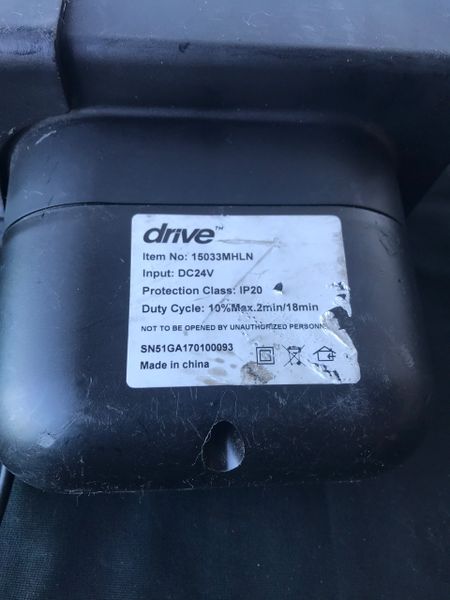 drive™
Item No: 15033MHLN
Input: DC24V
Protection Class: IP20
Duty Cycle: 10%Max.2min/18min
NOT TO BE OPENED BY UNAUTHORIZED PERSONNE
SN51GA170100093
Made in china